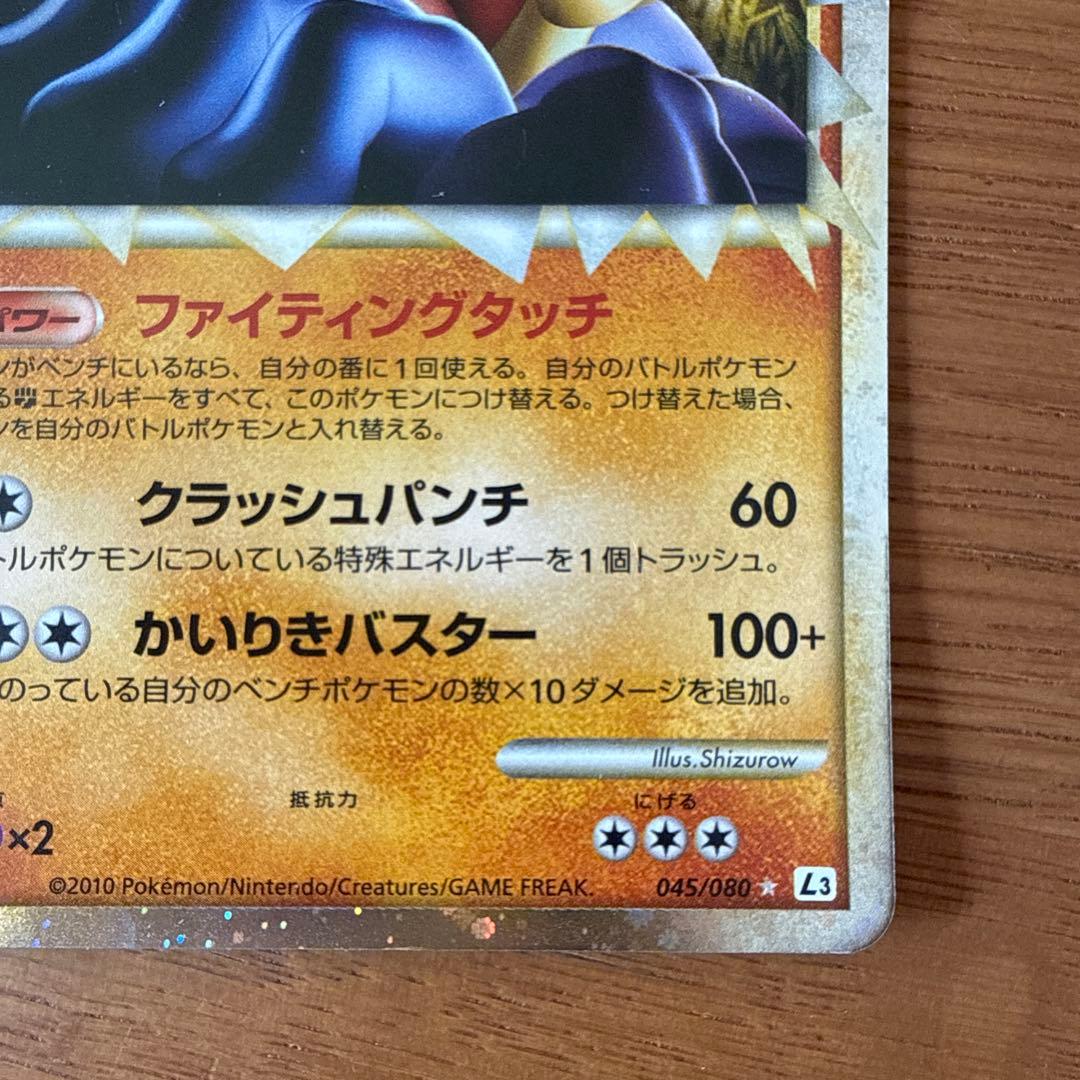 パワー ファイティングタッチ
ンがベンチにいるなら、自分の番に1回使える。自分のバトルポケモン
るエネルギーをすべて、このポケモンにつけ替える。つけ替えた場合、
ンを自分のバトルポケモンと入れ替える。
クラッシュパンチ 60
トルポケモンについている特殊エネルギーを1個トラッシュ。
かいりきバスター 100+
のっている自分のベンチポケモンの数×10ダメージを追加。
Illus.Shizurow
抵抗力 にげる
×2
©2010 Pokémon/Nintendo/Creatures/GAME FREAK. 045/080 ★ L3